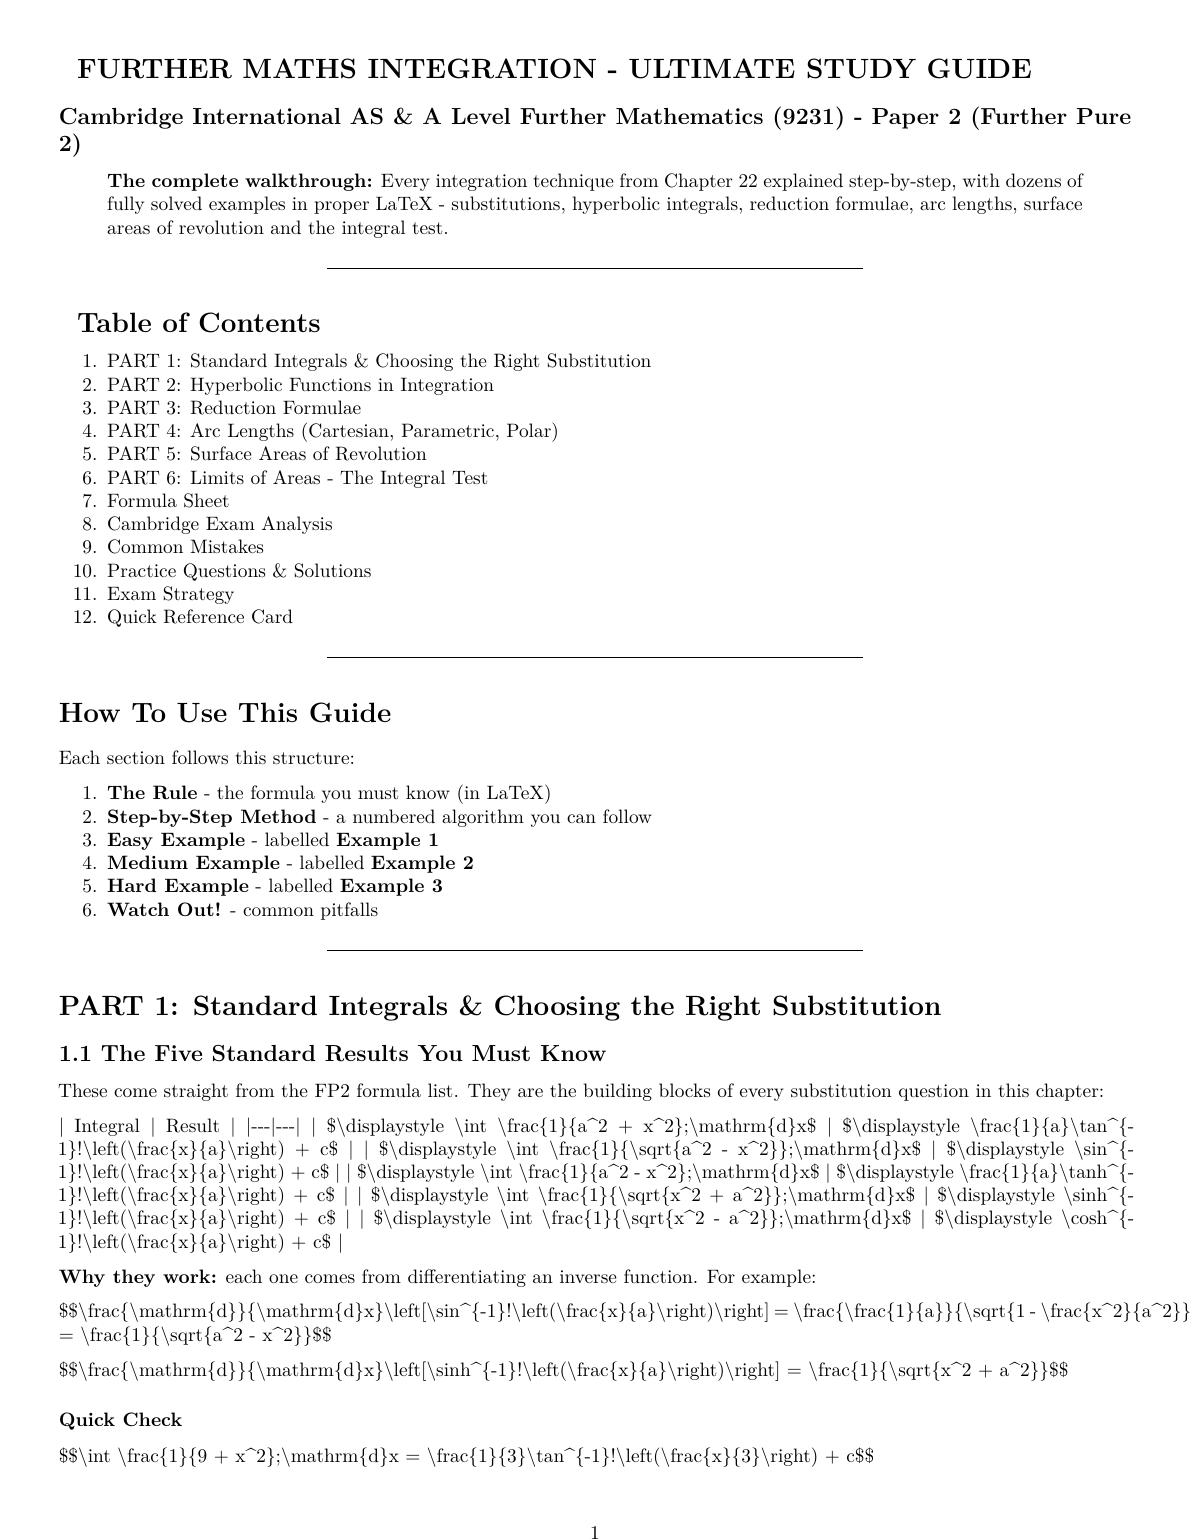 FURTHER MATHS INTEGRATION - ULTIMATE STUDY GUIDE
Cambridge International AS & A Level Further Mathematics (9231) - Paper 2 (Further Pure
2)
The complete walkthrough: Every integration technique from Chapter 22 explained step-by-step, with dozens of
fully solved examples in proper LaTeX - substitutions, hyperbolic integrals, reduction formulae, arc lengths, surface
areas of revolution and the integral test.
Table of Contents
1. PART 1: Standard Integrals & Choosing the Right Substitution
2. PART 2: Hyperbolic Functions in Integration
3. PART 3: Reduction Formulae
4. PART 4: Arc Lengths (Cartesian, Parametric, Polar)
5. PART 5: Surface Areas of Revolution
6. PART 6: Limits of Areas - The Integral Test
7. Formula Sheet
8. Cambridge Exam Analysis
9. Common Mistakes
10. Practice Questions & Solutions
11. Exam Strategy
12. Quick Reference Card
How To Use This Guide
Each section follows this structure:
1. The Rule - the formula you must know (in LaTeX)
2. Step-by-Step Method - a numbered algorithm you can follow
3. Easy Example - labelled Example 1
4. Medium Example - labelled Example 2
5. Hard Example - labelled Example 3
6. Watch Out! - common pitfalls
PART 1: Standard Integrals & Choosing the Right Substitution
1.1 The Five Standard Results You Must Know
These come straight from the FP2 formula list. They are the building blocks of every substitution question in this chapter:
| Integral | Result | |---|---| | $\displaystyle \int \frac{1}{a^2 + x^2};\mathrm{d}x$ | $\displaystyle \frac{1}{a}\tan^{-
1}!\left(\frac{x}{a}\right) + c$ | | $\displaystyle \int \frac{1}{\sqrt{a^2 - x^2}};\mathrm{d}x$ | $\displaystyle \sin^{-
1}!\left(\frac{x}{a}\right) + c$ | | $\displaystyle \int \frac{1}{a^2 - x^2};\mathrm{d}x$ | $\displaystyle \frac{1}{a}\tanh^{-
1}!\left(\frac{x}{a}\right) + c$ | | $\displaystyle \int \frac{1}{\sqrt{x^2 + a^2}};\mathrm{d}x$ | $\displaystyle \sinh^{-
1}!\left(\frac{x}{a}\right) + c$ | | $\displaystyle \int \frac{1}{\sqrt{x^2 - a^2}};\mathrm{d}x$ | $\displaystyle \cosh^{-
1}!\left(\frac{x}{a}\right) + c$ |
Why they work: each one comes from differentiating an inverse function. For example:
$$\frac{\mathrm{d}}{\mathrm{d}x}\left[\sin^{-1}!\left(\frac{x}{a}\right)\right] = \frac{\frac{1}{a}}{\sqrt{1 - \frac{x^2}{a^2}}
= \frac{1}{\sqrt{a^2 - x^2}}$$
$$\frac{\mathrm{d}}{\mathrm{d}x}\left[\sinh^{-1}!\left(\frac{x}{a}\right)\right] = \frac{1}{\sqrt{x^2 + a^2}}$$
Quick Check
$$\int \frac{1}{9 + x^2};\mathrm{d}x = \frac{1}{3}\tan^{-1}!\left(\frac{x}{3}\right) + c$$
1